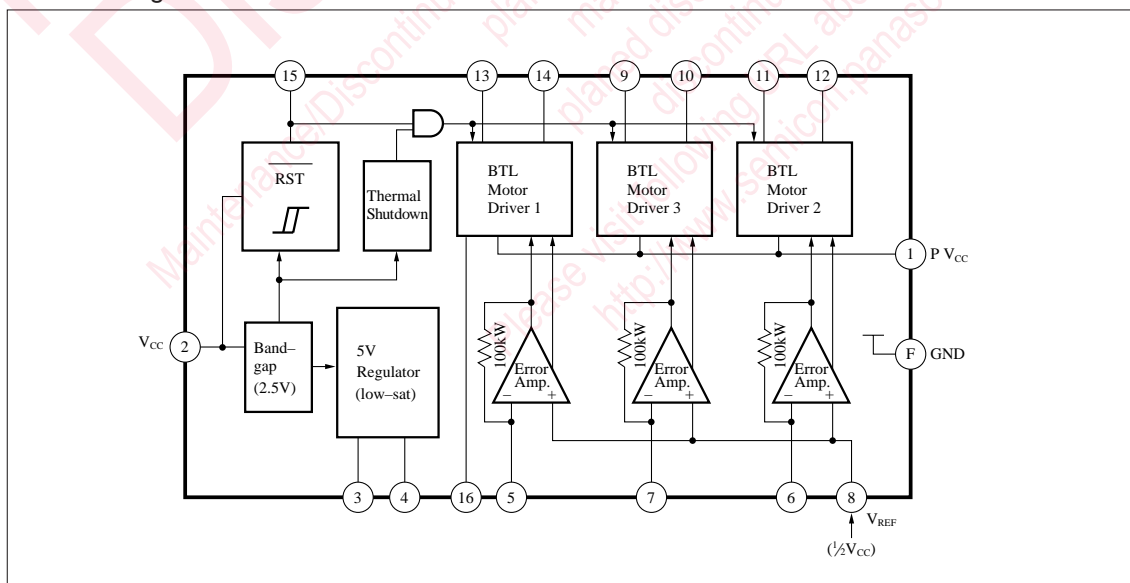 15
13
14
9
10
11
12
RST
Thermal
Shutdown
BTL
Motor
Driver 1
BTL
Motor
Driver 3
BTL
Motor
Driver 2
1
P VCC
VCC
2
Band–
gap
(2.5V)
5V
Regulator
(low–sat)
100kW
Error
Amp.
–
+
100kW
Error
Amp.
–
+
100kW
Error
Amp.
–
+
F
GND
3
4
16
5
7
6
8
VREF
(½VCC)
Maintenance/Discontinu